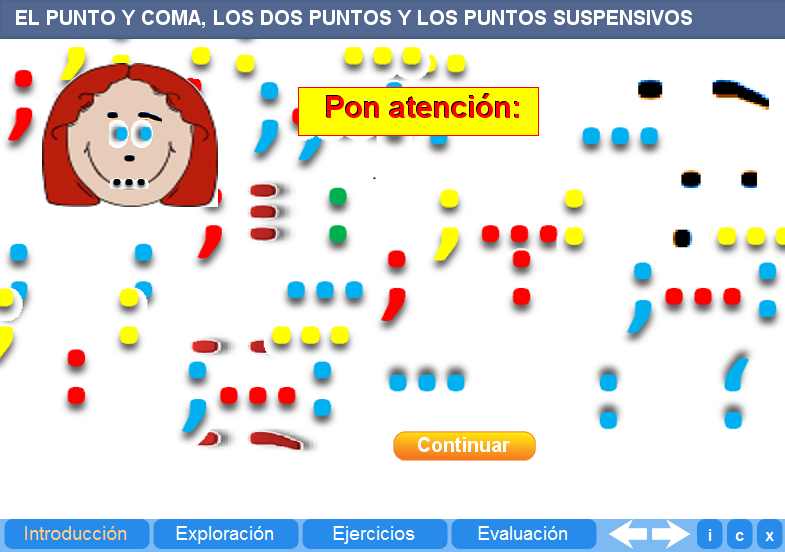 EL PUNTO Y COMA, LOS DOS PUNTOS Y LOS PUNTOS SUSPENSIVOS
Pon atención:
Continuar
Introducción Exploración Ejercicios Evaluación i c x